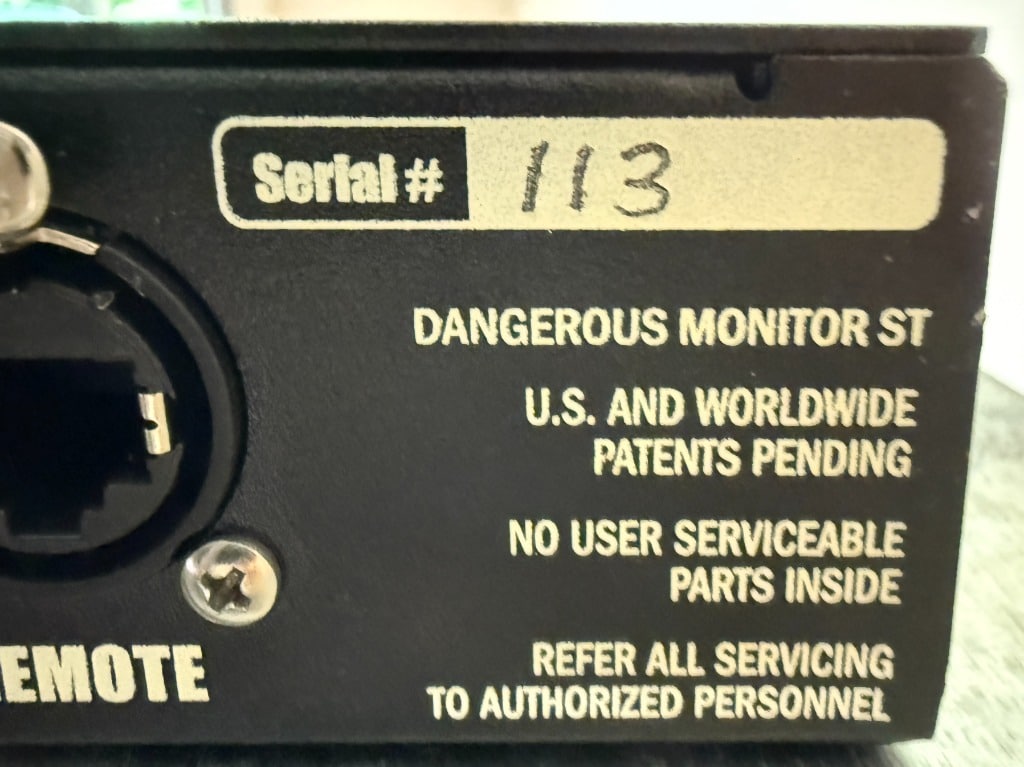 Serial # 113
DANGEROUS MONITOR ST
U.S. AND WORLDWIDE
PATENTS PENDING
NO USER SERVICEABLE
PARTS INSIDE
REFER ALL SERVICING
TO AUTHORIZED PERSONNEL
EMOTE